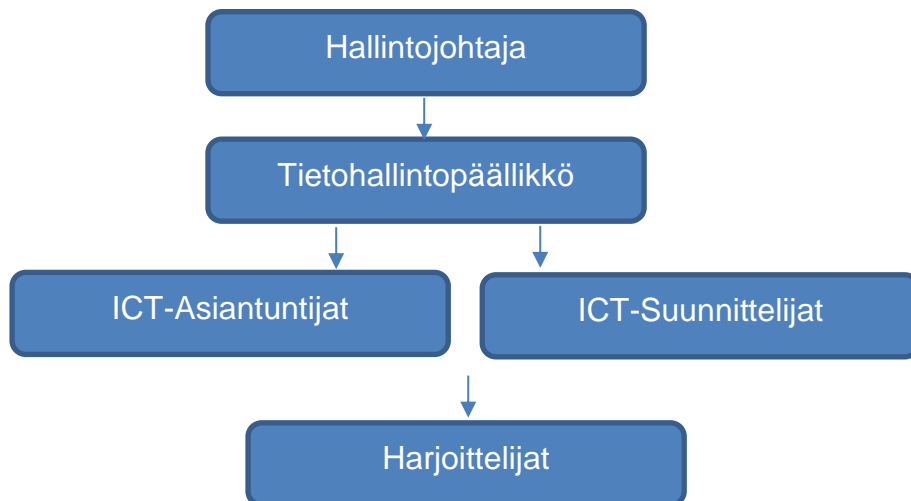 Hallintojohtaja
Tietohallintopäällikkö
ICT-Asiantuntijat
ICT-Suunnittelijat
Harjoittelijat